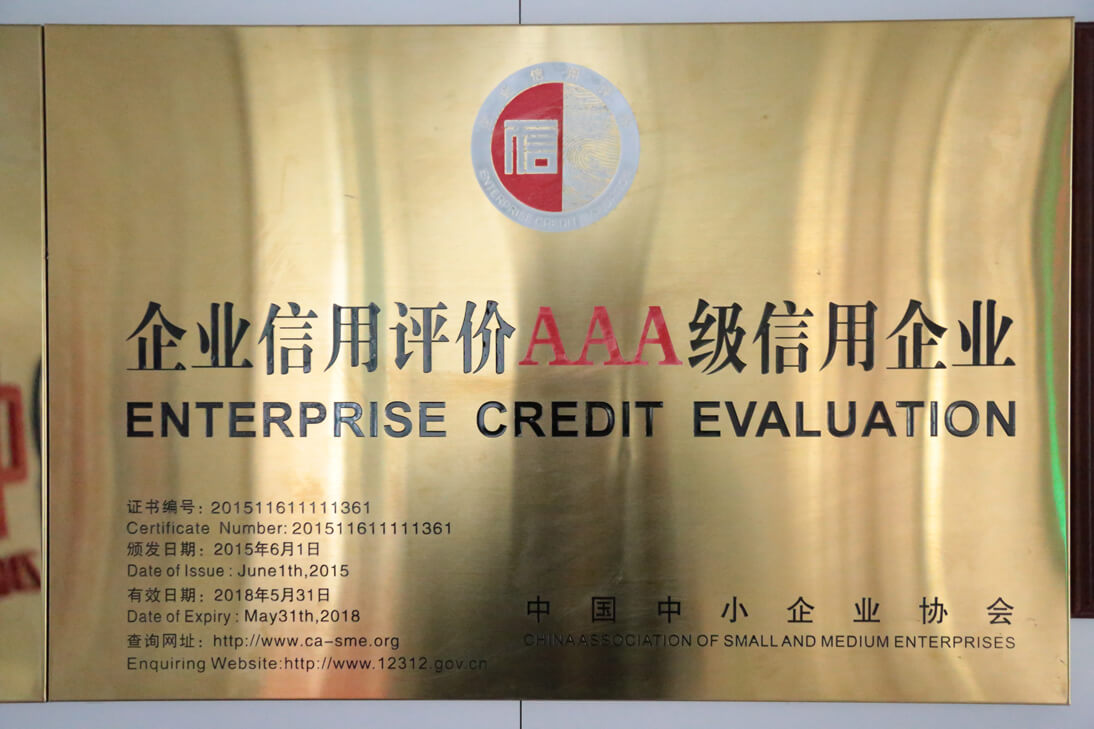 信
ENTERPRISE CREDIT
企业信用评价AAA级信用企业
ENTERPRISE CREDIT EVALUATION
证书编号：201511611111361
Certificate Number: 201511611111361
颁发日期：2015年6月1日
Date of Issue : June1th,2015
有效日期：2018年5月31日
Date of Expiry : May31th,2018
查询网址：http://www.ca-sme.org
Enquiring Website:http://www.12312.gov.cn
中国中小企业协会
CHINA ASSOCIATION OF SMALL AND MEDIUM ENTERPRISES